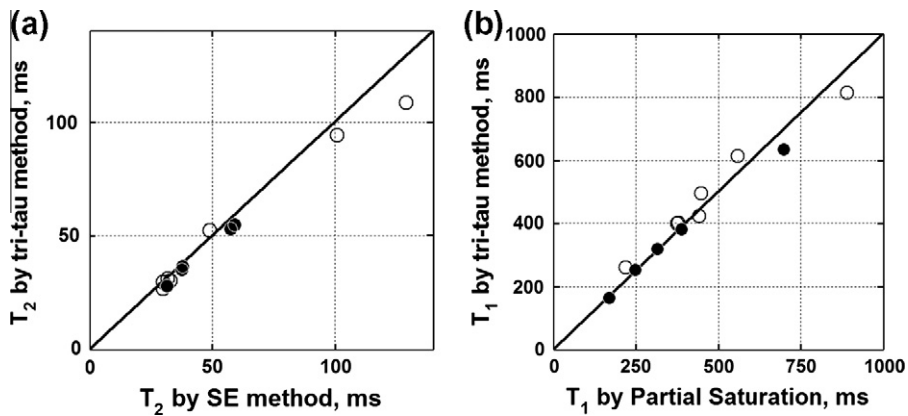 (a)
T2 by tri-tau method, ms
100
50
0
0 50 100
T2 by SE method, ms
(b)
T1 by tri-tau method, ms
1000
800
600
400
200
0
0 250 500 750 1000
T1 by Partial Saturation, ms